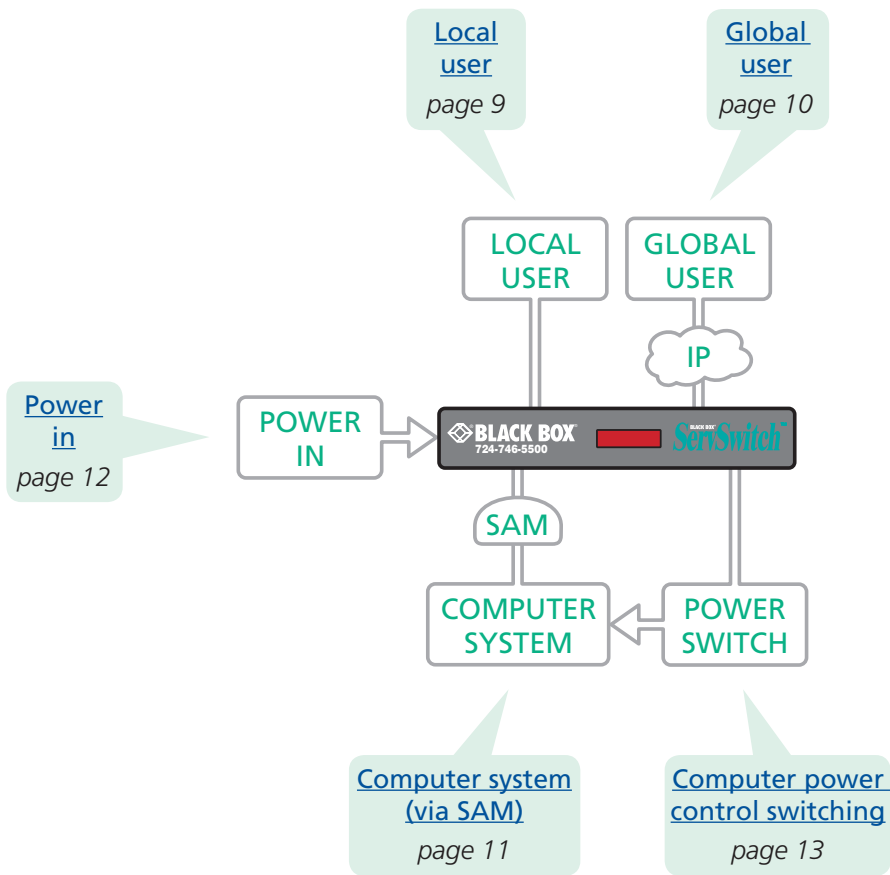 Local
user
page 9
Global
user
page 10
LOCAL
USER
GLOBAL
USER
IP
Power
in
page 12
POWER
IN
BLACK BOX
724-746-5500
BLACK BOX
ServSwitch™
SAM
COMPUTER
SYSTEM
POWER
SWITCH
Computer system
(via SAM)
page 11
Computer power
control switching
page 13